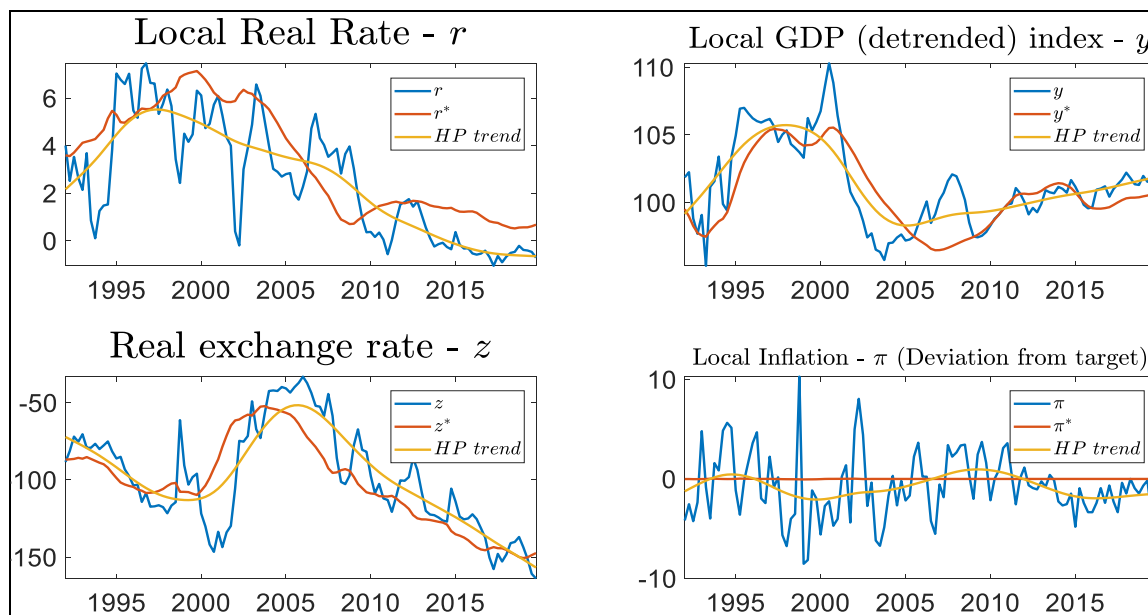 Local Real Rate - r
6
4
2
0
r
r*
HP trend
1995 2000 2005 2010 2015
Local GDP (detrended) index - y
110
105
100
y
y*
HP trend
1995 2000 2005 2010 2015
Real exchange rate - z
-50
-100
-150
z
z*
HP trend
1995 2000 2005 2010 2015
Local Inflation - π (Deviation from target)
10
0
-10
π
π*
HP trend
1995 2000 2005 2010 2015